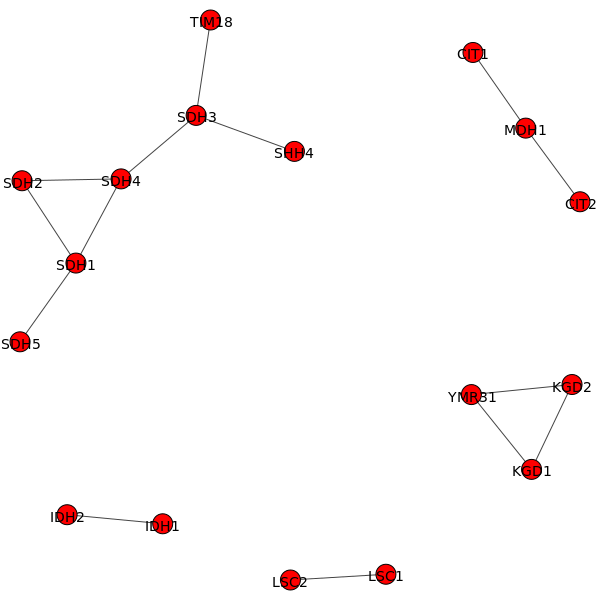 TIM18
CIT1
SDH3
MDH1
SHH4
SDH2
SDH4
CIT2
SDH1
SDH5
KGD2
YMR31
KGD1
IDH2
IDH1
LSC2
LSC1